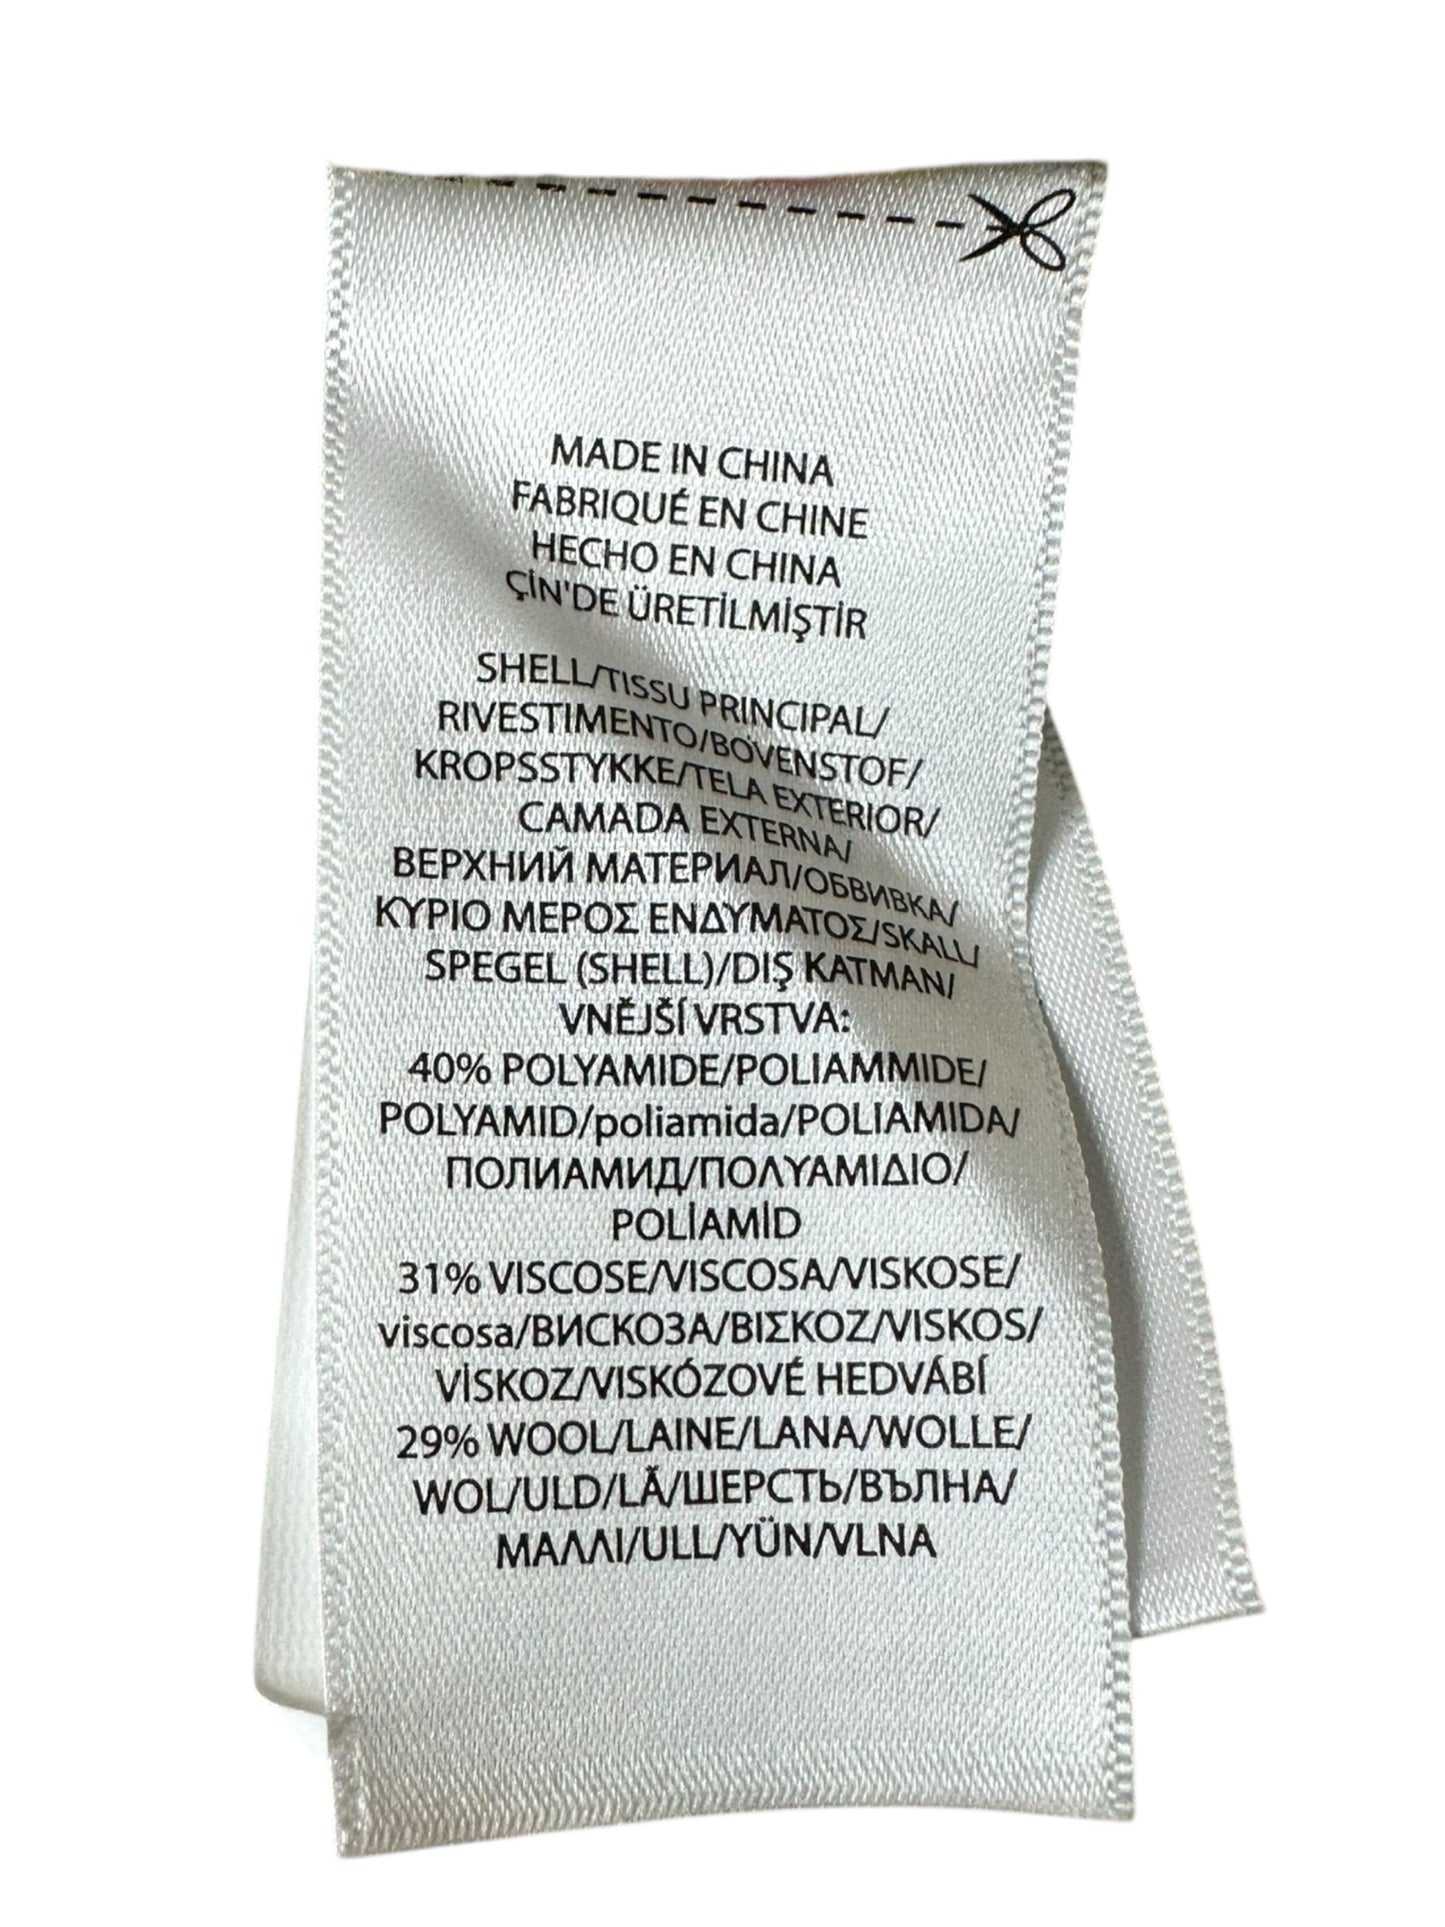 MADE IN CHINA
FABRIQUÉ EN CHINE
HECHO EN CHINA
ÇİN'DE ÜRETİLMİŞTİR
SHELL/TISSU PRINCIPAL/
RIVESTIMENTO/BOVENSTOF/
KROPSSTYKKE/TELA EXTERIOR/
CAMADA EXTERNA/
ВЕРХНИЙ МАТЕРИАЛ/ОБВИВКА/
ΚΥΡΙΟ ΜΕΡΟΣ ΕΝΔΥΜΑΤΟΣ/SKALL/
SPEGEL (SHELL)/DIŞ KATMAN/
VNĚJŠÍ VRSTVA:
40% POLYAMIDE/POLIAMMIDE/
POLYAMID/poliamida/POLIAMIDA/
ПОЛИАМИД/ΠΟΛΥΑΜΙΔΙΟ/
POLİAMİD
31% VISCOSE/VISCOSA/VISKOSE/
viscosa/ВИСКОЗА/ΒΙΣΚΟΖ/VISKOS/
VİSKOZ/VISKÓZOVÉ HEDVÁBÍ
29% WOOL/LAINE/LANA/WOLLE/
WOL/ULD/LÃ/ШЕРСТЬ/ВЪЛНА/
ΜΑΛΛΙ/ULL/YÜN/VLNA